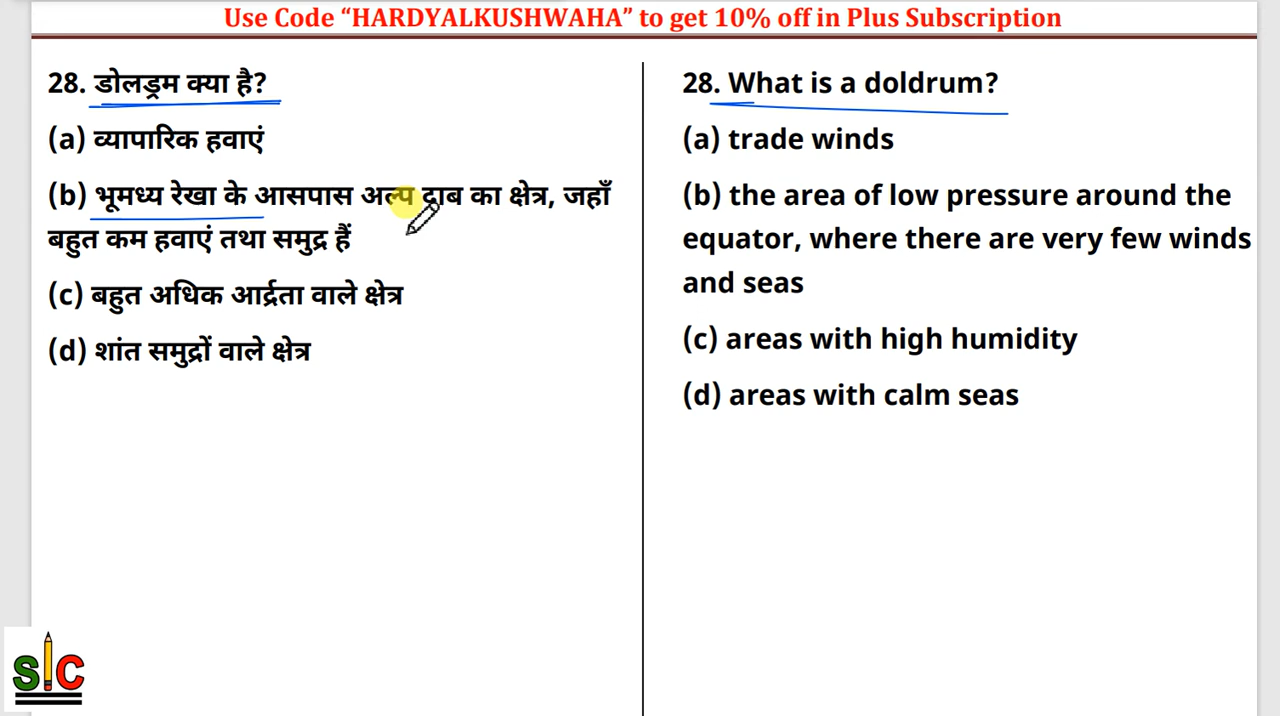 Use Code “HARDYALKUSHWAHA” to get 10% off in Plus Subscription
28. डोलड्रम क्या है?
(a) व्यापारिक हवाएं
(b) भूमध्य रेखा के आसपास अल्प दाब का क्षेत्र, जहाँ
बहुत कम हवाएं तथा समुद्र हैं
(c) बहुत अधिक आर्द्रता वाले क्षेत्र
(d) शांत समुद्रों वाले क्षेत्र
28. What is a doldrum?
(a) trade winds
(b) the area of low pressure around the
equator, where there are very few winds
and seas
(c) areas with high humidity
(d) areas with calm seas
SIC